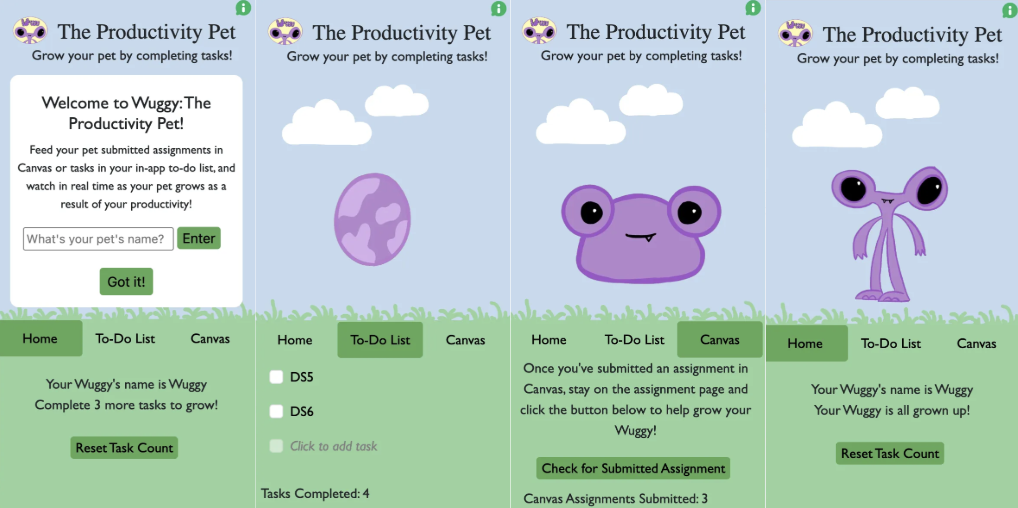 The Productivity Pet
Grow your pet by completing tasks!
Welcome to Wuggy: The
Productivity Pet!
Feed your pet submitted assignments in
Canvas or tasks in your in-app to-do list, and
watch in real time as your pet grows as a
result of your productivity!
What's your pet's name?
Enter
Got it!
Home
To-Do List
Canvas
Your Wuggy's name is Wuggy
Complete 3 more tasks to grow!
Reset Task Count
The Productivity Pet
Grow your pet by completing tasks!
Home
To-Do List
Canvas
DS5
DS6
Click to add task
Tasks Completed: 4
The Productivity Pet
Grow your pet by completing tasks!
Home
To-Do List
Canvas
Once you've submitted an assignment in
Canvas, stay on the assignment page and
click the button below to help grow your
Wuggy!
Check for Submitted Assignment
Canvas Assignments Submitted: 3
The Productivity Pet
Grow your pet by completing tasks!
Home
To-Do List
Canvas
Your Wuggy's name is Wuggy
Your Wuggy is all grown up!
Reset Task Count